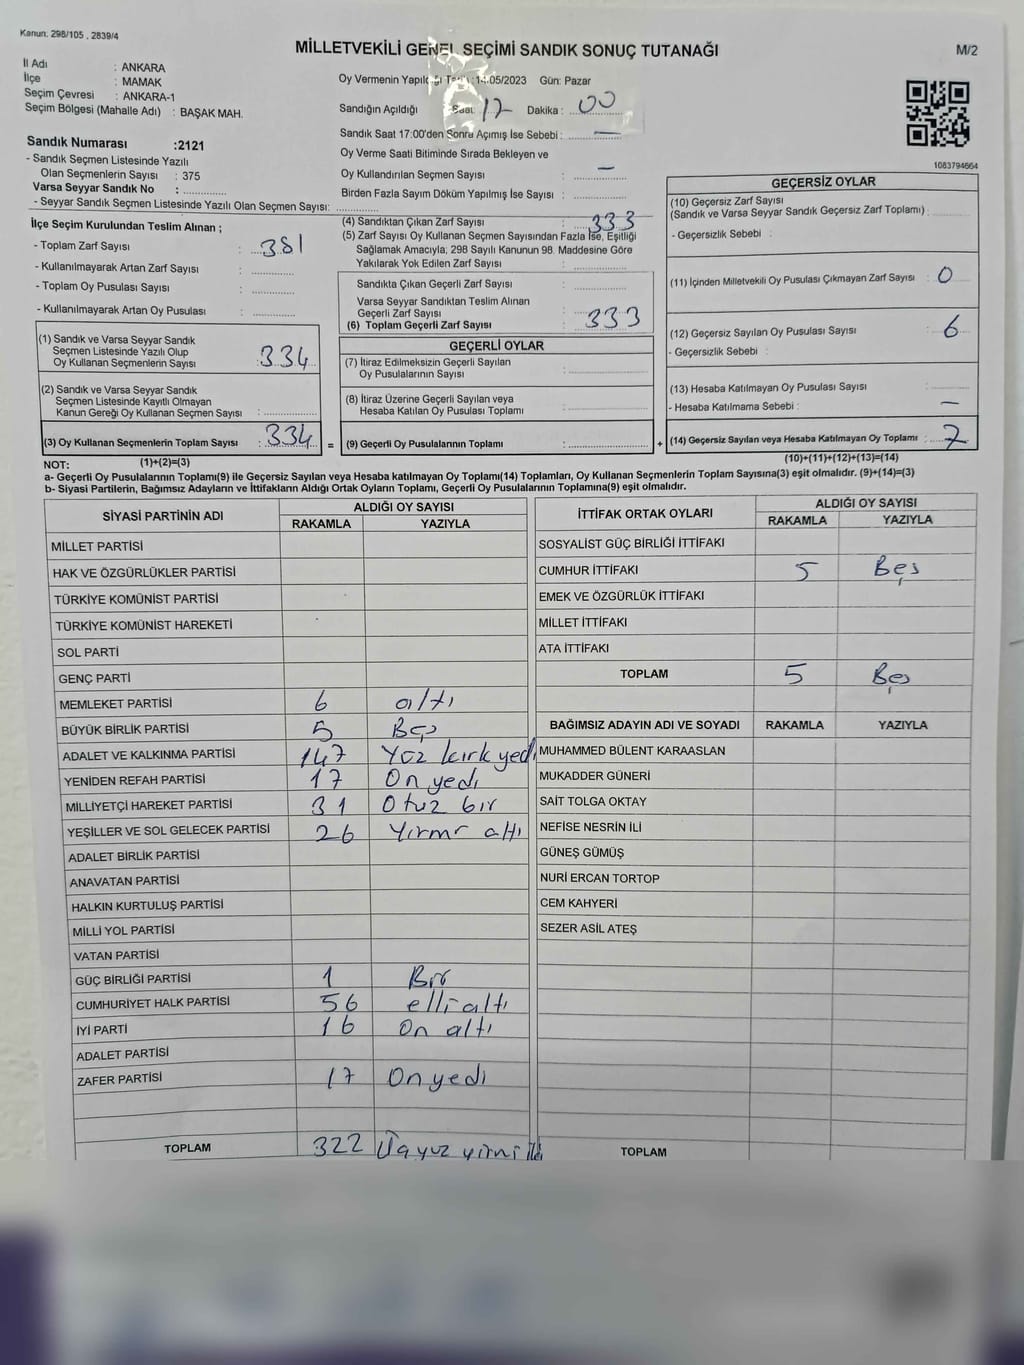 Kanun: 298/105 , 2839/4
MİLLETVEKİLİ GENEL SEÇİMİ SANDIK SONUÇ TUTANAĞI
M/2
İl Adı : ANKARA
İlçe : MAMAK
Seçim Çevresi : ANKARA-1
Seçim Bölgesi (Mahalle Adı) : BAŞAK MAH.
Oy Vermenin Yapıldığı Tarih :14/05/2023 Gün: Pazar
Sandığın Açıldığı Saat: 17 Dakika : 00
Sandık Saat 17:00'den Sonra Açımış İse Sebebi : —
Oy Verme Saati Bitiminde Sırada Bekleyen ve
Oy Kullandırılan Seçmen Sayısı : —
Birden Fazla Sayım Döküm Yapılmış İse Sayısı :
1083794664
Sandık Numarası :2121
- Sandık Seçmen Listesinde Yazılı
Olan Seçmenlerin Sayısı : 375
Varsa Seyyar Sandık No :
- Seyyar Sandık Seçmen Listesinde Yazılı Olan Seçmen Sayısı:
İlçe Seçim Kurulundan Teslim Alınan ;
- Toplam Zarf Sayısı : 381
- Kullanılmayarak Artan Zarf Sayısı :
- Toplam Oy Pusulası Sayısı :
- Kullanılmayarak Artan Oy Pusulası :
(1) Sandık ve Varsa Seyyar Sandık
Seçmen Listesinde Yazılı Olup
Oy Kullanan Seçmenlerin Sayısı : 334
(2) Sandık ve Varsa Seyyar Sandık
Seçmen Listesinde Kayıtlı Olmayan
Kanun Gereği Oy Kullanan Seçmen Sayısı :
(3) Oy Kullanan Seçmenlerin Toplam Sayısı : 334 =
(1)+(2)=(3)
(4) Sandıktan Çıkan Zarf Sayısı : 333
(5) Zarf Sayısı Oy Kullanan Seçmen Sayısından Fazla İse, Eşitliği
Sağlamak Amacıyla; 298 Sayılı Kanunun 98. Maddesine Göre
Yakılarak Yok Edilen Zarf Sayısı :
Sandıkta Çıkan Geçerli Zarf Sayısı :
Varsa Seyyar Sandıktan Teslim Alınan
Geçerli Zarf Sayısı :
(6) Toplam Geçerli Zarf Sayısı : 333
GEÇERLİ OYLAR
(7) İtiraz Edilmeksizin Geçerli Sayılan
Oy Pusulalarının Sayısı :
(8) İtiraz Üzerine Geçerli Sayılan veya
Hesaba Katılan Oy Pusulası Toplamı :
(9) Geçerli Oy Pusulalarının Toplamı : +
GEÇERSİZ OYLAR
(10) Geçersiz Zarf Sayısı
(Sandık ve Varsa Seyyar Sandık Geçersiz Zarf Toplamı) :
- Geçersizlik Sebebi :
(11) İçinden Milletvekili Oy Pusulası Çıkmayan Zarf Sayısı : 0
(12) Geçersiz Sayılan Oy Pusulası Sayısı : 6
- Geçersizlik Sebebi :
(13) Hesaba Katılmayan Oy Pusulası Sayısı :
- Hesaba Katılmama Sebebi : —
(14) Geçersiz Sayılan veya Hesaba Katılmayan Oy Toplamı : 7
(10)+(11)+(12)+(13)=(14)
NOT:
a- Geçerli Oy Pusulalarının Toplamı(9) ile Geçersiz Sayılan veya Hesaba katılmayan Oy Toplamı(14) Toplamları, Oy Kullanan Seçmenlerin Toplam Sayısına(3) eşit olmalıdır. (9)+(14)=(3)
b- Siyasi Partilerin, Bağımsız Adayların ve İttifakların Aldığı Ortak Oyların Toplamı, Geçerli Oy Pusulalarının Toplamına(9) eşit olmalıdır.
SİYASİ PARTİNİN ADI
ALDIĞI OY SAYISI
RAKAMLA YAZIYLA
MİLLET PARTİSİ
HAK VE ÖZGÜRLÜKLER PARTİSİ
TÜRKİYE KOMÜNİST PARTİSİ
TÜRKİYE KOMÜNİST HAREKETİ
SOL PARTİ
GENÇ PARTİ
MEMLEKET PARTİSİ 6 altı
BÜYÜK BİRLİK PARTİSİ 5 Beş
ADALET VE KALKINMA PARTİSİ 147 Yüz kırk yedi
YENİDEN REFAH PARTİSİ 17 On yedi
MİLLİYETÇİ HAREKET PARTİSİ 31 Otuz bir
YEŞİLLER VE SOL GELECEK PARTİSİ 26 Yirmi altı
ADALET BİRLİK PARTİSİ
ANAVATAN PARTİSİ
HALKIN KURTULUŞ PARTİSİ
MİLLİ YOL PARTİSİ
VATAN PARTİSİ
GÜÇ BİRLİĞİ PARTİSİ 1 Bir
CUMHURİYET HALK PARTİSİ 56 elli altı
İYİ PARTİ 16 On altı
ADALET PARTİSİ
ZAFER PARTİSİ 17 On yedi
TOPLAM 322 Üçyüz yirmi iki
İTTİFAK ORTAK OYLARI
ALDIĞI OY SAYISI
RAKAMLA YAZIYLA
SOSYALİST GÜÇ BİRLİĞİ İTTİFAKI
CUMHUR İTTİFAKI 5 Beş
EMEK VE ÖZGÜRLÜK İTTİFAKI
MİLLET İTTİFAKI
ATA İTTİFAKI
TOPLAM 5 Beş
BAĞIMSIZ ADAYIN ADI VE SOYADI RAKAMLA YAZIYLA
MUHAMMED BÜLENT KARAASLAN
MUKADDER GÜNERİ
SAİT TOLGA OKTAY
NEFİSE NESRİN İLİ
GÜNEŞ GÜMÜŞ
NURİ ERCAN TORTOP
CEM KAHYERİ
SEZER ASİL ATEŞ
TOPLAM